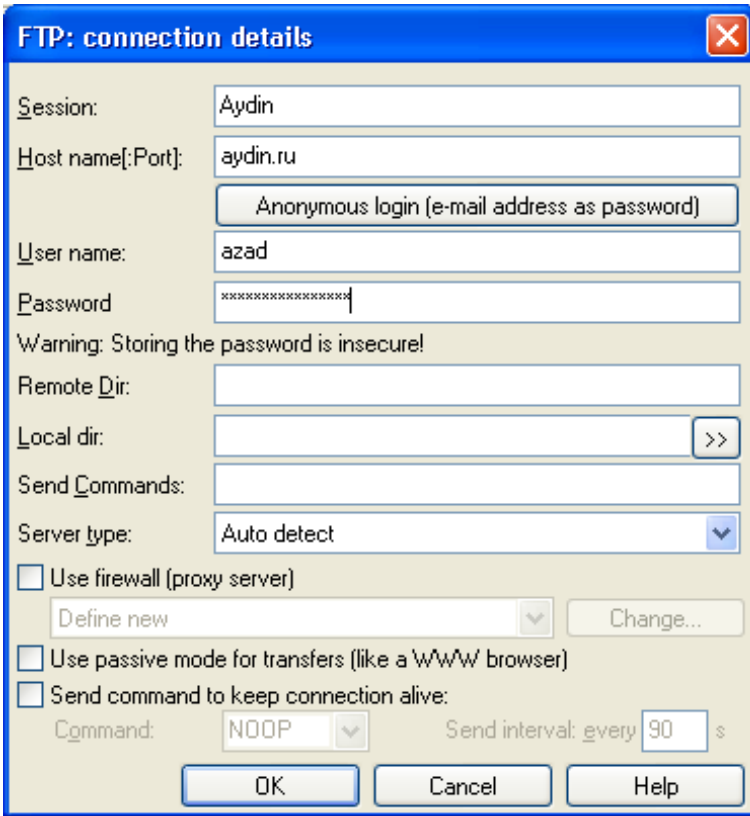 FTP: connection details
Session: Aydin
Host name[:Port]: aydin.ru
Anonymous login (e-mail address as password)
User name: azad
Password ****************
Warning: Storing the password is insecure!
Remote Dir:
Local dir: >>
Send Commands:
Server type: Auto detect
Use firewall (proxy server)
Define new Change...
Use passive mode for transfers (like a WWW browser)
Send command to keep connection alive:
Command: NOOP Send interval: every 90 s
OK Cancel Help